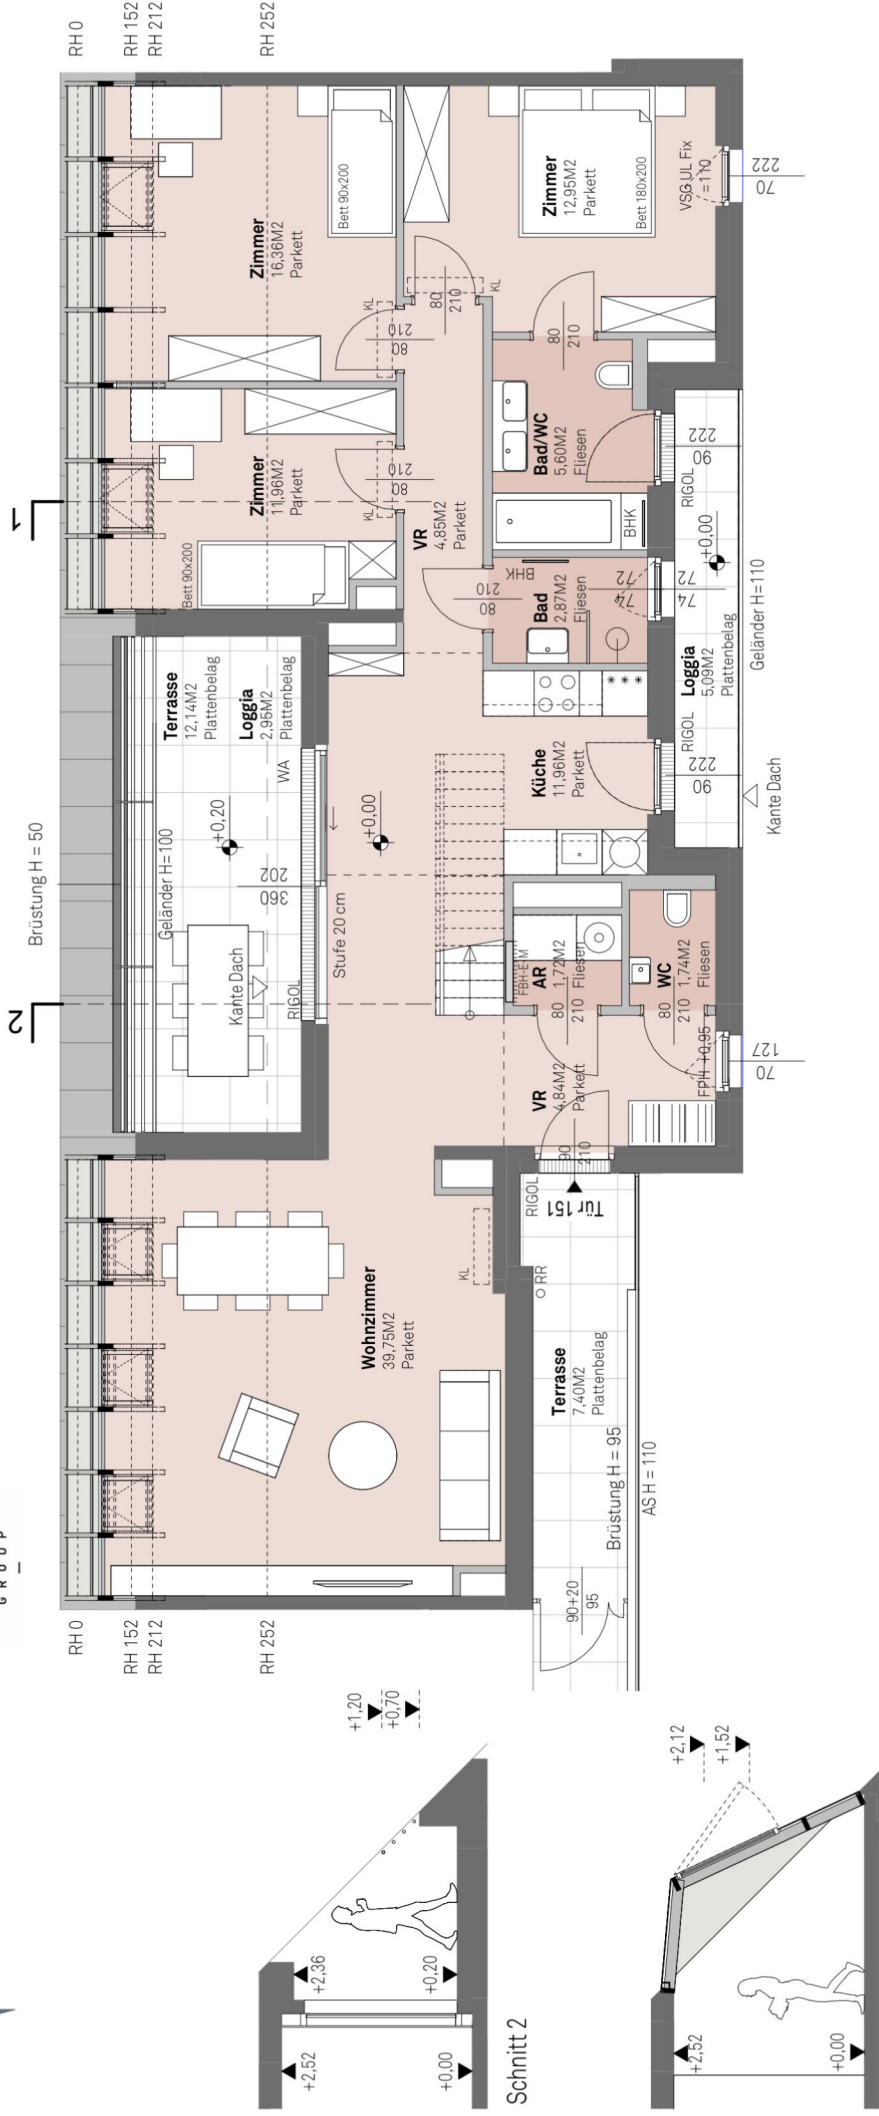 GROUP
RH 0
RH 152
RH 212
RH 252
Brüstung H = 50
2
1
RH 0
RH 152
RH 212
RH 252
Wohnzimmer
39,75M2
Parkett
KL
Geländer H=100
Kante Dach
RIGOL
360
202
WA
+0,20
Terrasse
12,14M2
Plattenbelag
Loggia
2,95M2
Plattenbelag
Stufe 20 cm
+0,00
Bett 90x200
Zimmer
11,96M2
Parkett
KL
80
210
Zimmer
16,36M2
Parkett
Bett 90x200
KL
80
210
VR
4,85M2
Parkett
80
210
KL
Zimmer
12,95M2
Parkett
Bett 180x200
VSG UL Fix
=110
70
222
80
210
Bad/WC
5,60M2
Fliesen
BHK
80
210
BHK
Bad
2,87M2
Fliesen
74
72
74
72
Küche
11,96M2
Parkett
***
90
222
RIGOL
Loggia
5,09M2
Plattenbelag
+0,00
RIGOL
90
222
Geländer H=110
Kante Dach
FBH-E-M
AR
1,72M2
Fliesen
80
210
WC
1,74M2
Fliesen
80
210
FPH +0,95
70
127
VR
4,84M2
Parkett
90
210
RIGOL
Tür 151
RR
Terrasse
7,40M2
Plattenbelag
Brüstung H = 95
AS H = 110
90+20
95
+1,20
+0,70
+2,36
+0,20
+2,52
+0,00
Schnitt 2
+2,12
+1,52
+2,52
+0,00